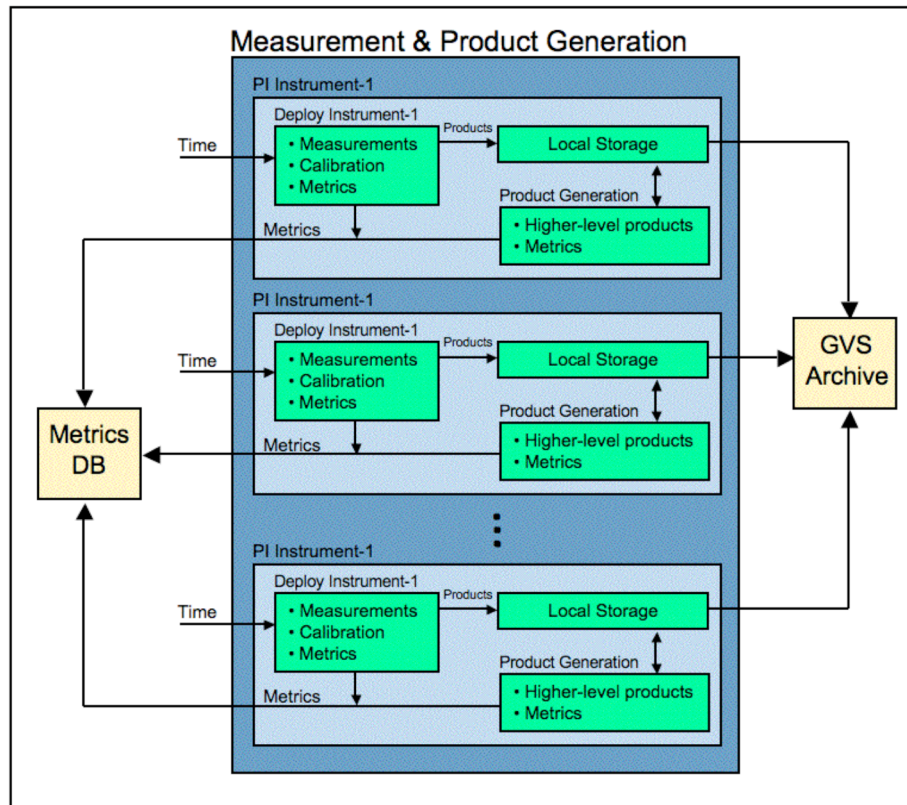 Measurement & Product Generation
PI Instrument-1
Deploy Instrument-1
Time
• Measurements
• Calibration
• Metrics
Products
Local Storage
Product Generation
• Higher-level products
• Metrics
Metrics
PI Instrument-1
Deploy Instrument-1
Time
• Measurements
• Calibration
• Metrics
Products
Local Storage
Product Generation
• Higher-level products
• Metrics
Metrics
GVS
Archive
Metrics
DB
PI Instrument-1
Deploy Instrument-1
Time
• Measurements
• Calibration
• Metrics
Products
Local Storage
Product Generation
• Higher-level products
• Metrics
Metrics